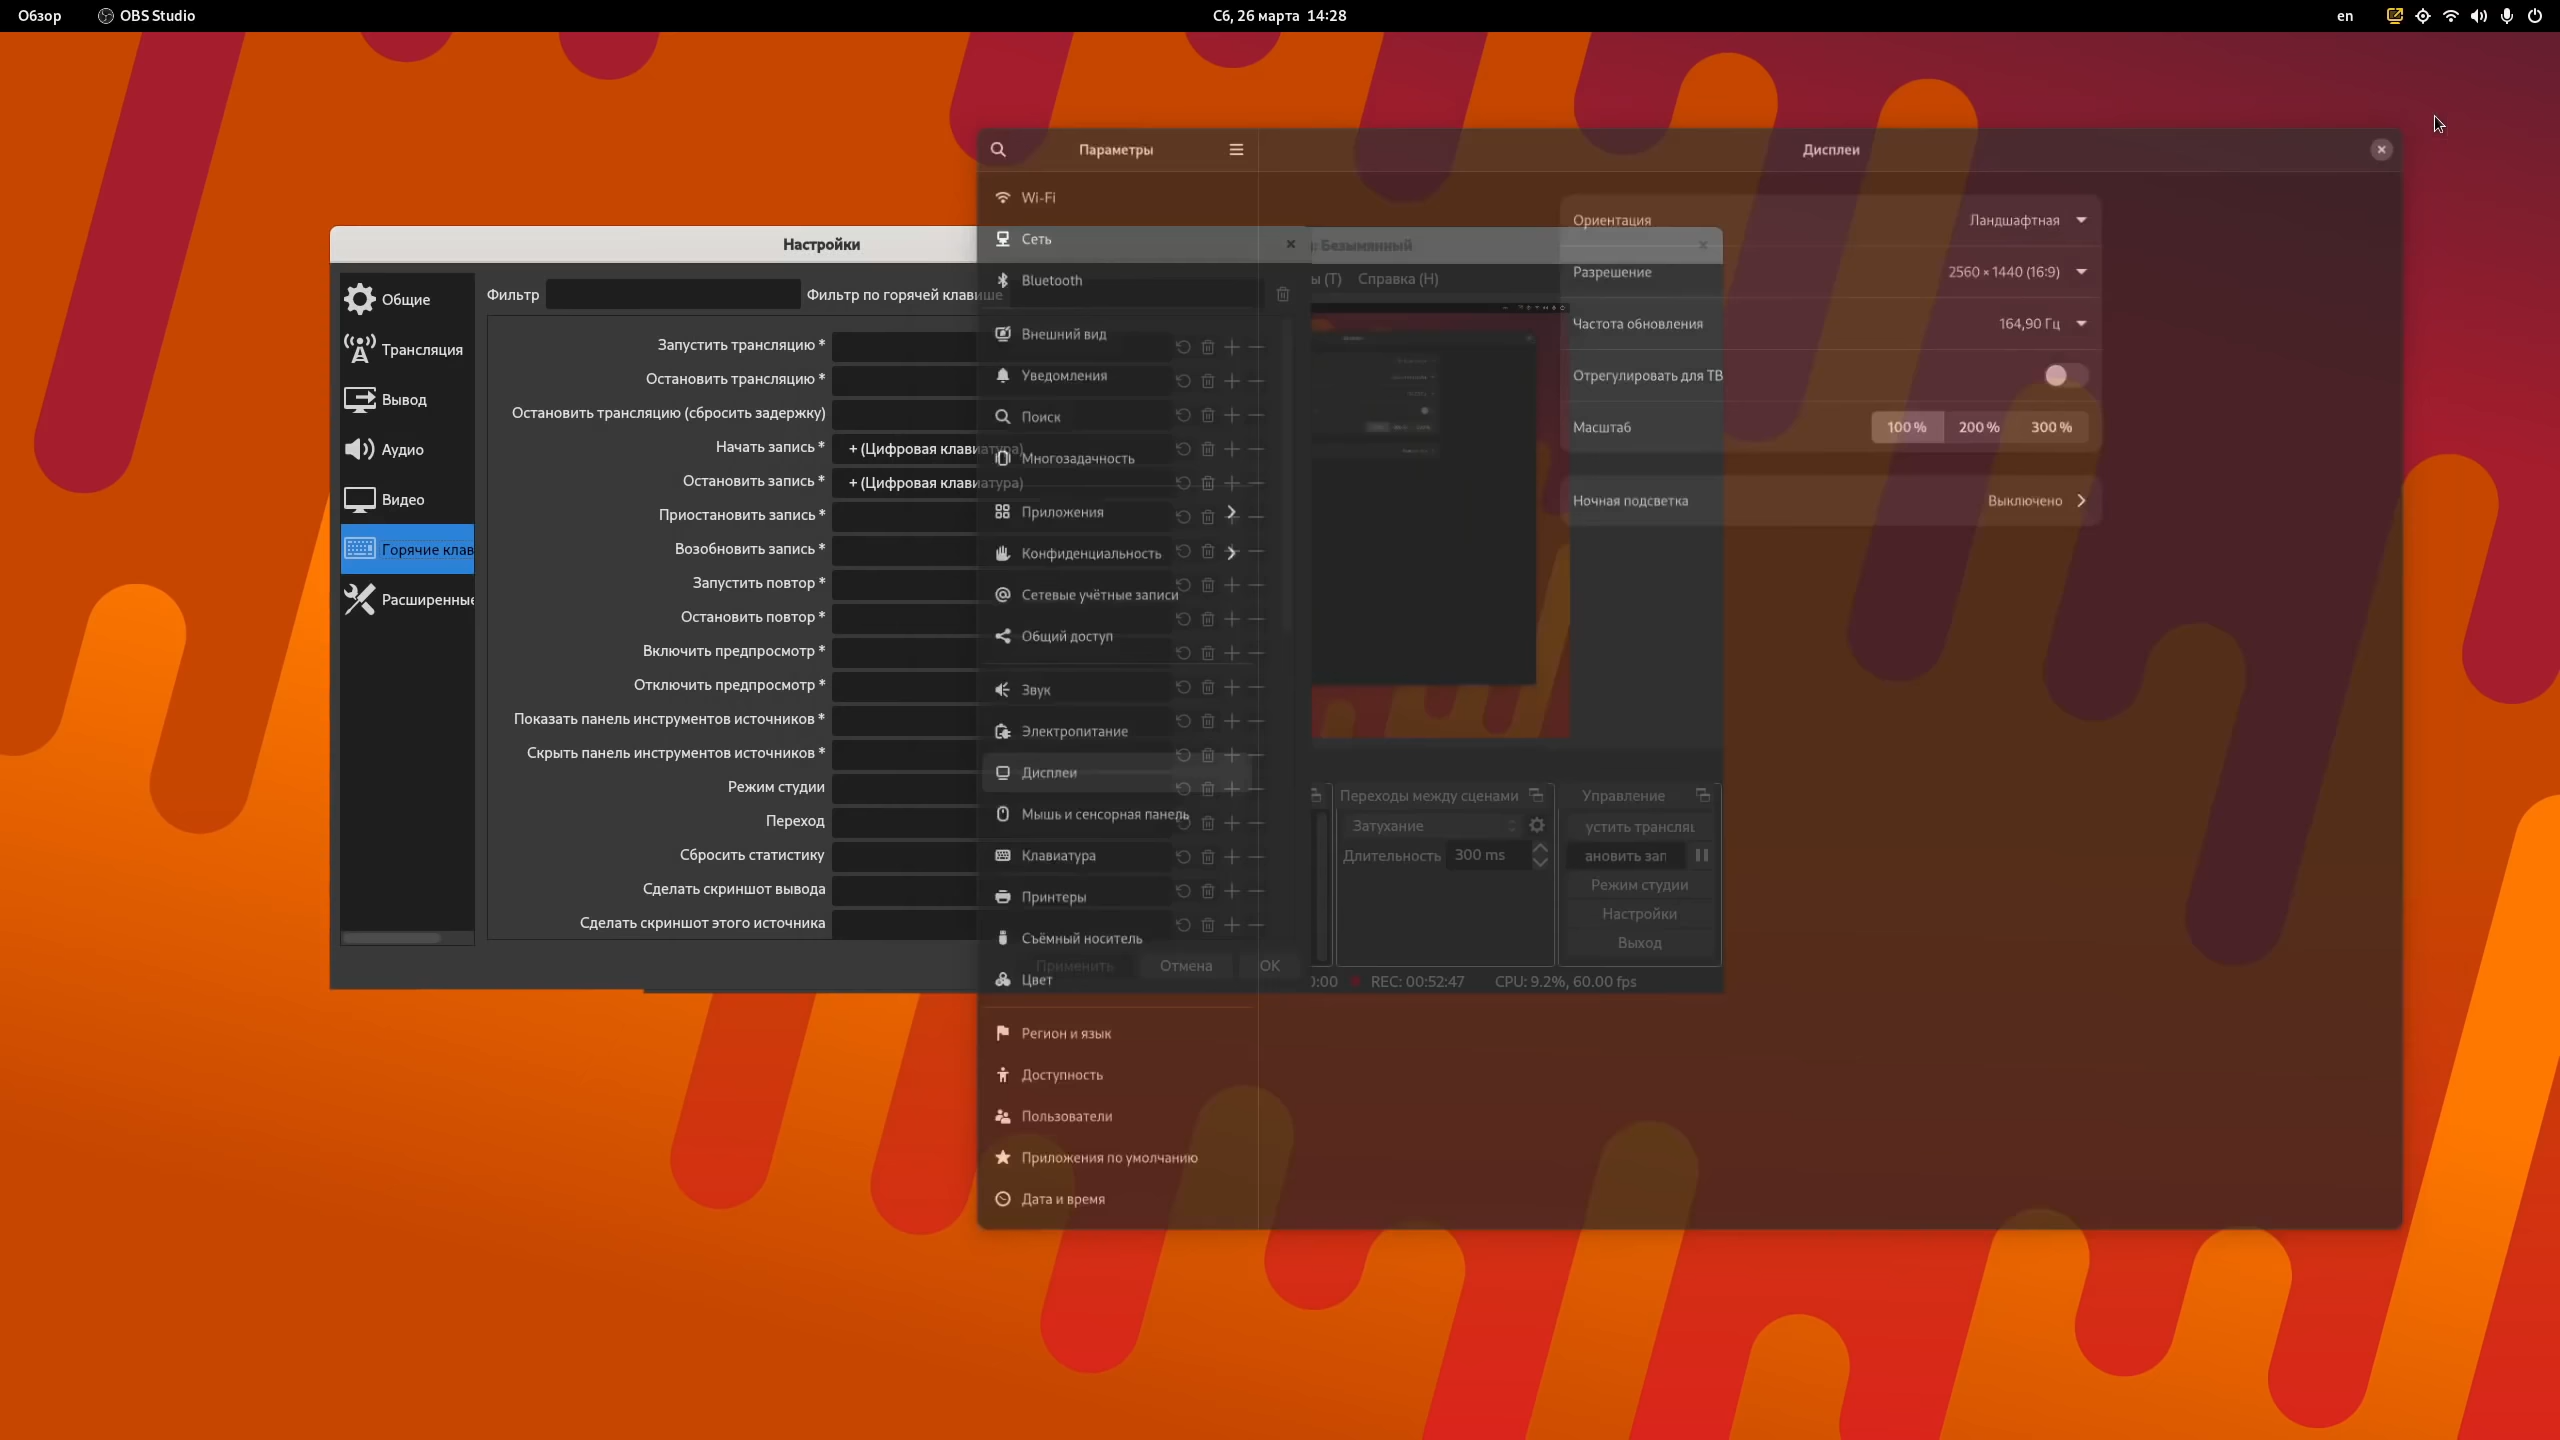 Обзор
OBS Studio
Сб, 26 марта 14:28
en
Параметры
Дисплеи
Wi-Fi
Сеть
Bluetooth
Внешний вид
Уведомления
Поиск
Многозадачность
Приложения
Конфиденциальность
Сетевые учётные записи
Общий доступ
Звук
Электропитание
Дисплеи
Мышь и сенсорная панель
Клавиатура
Принтеры
Съёмный носитель
Цвет
Регион и язык
Доступность
Пользователи
Приложения по умолчанию
Дата и время
Ориентация
Ландшафтная
Разрешение
2560 × 1440 (16:9)
Частота обновления
164,90 Гц
Отрегулировать для ТВ
Масштаб
100 %
200 %
300 %
Ночная подсветка
Выключено
Настройки
Общие
Трансляция
Вывод
Аудио
Видео
Горячие клав
Расширенные
Фильтр
Фильтр по горячей клавише
Запустить трансляцию *
Остановить трансляцию *
Остановить трансляцию (сбросить задержку)
Начать запись *
+ (Цифровая клавиатура)
Остановить запись *
+ (Цифровая клавиатура)
Приостановить запись *
Возобновить запись *
Запустить повтор *
Остановить повтор *
Включить предпросмотр *
Отключить предпросмотр *
Показать панель инструментов источников *
Скрыть панель инструментов источников *
Режим студии
Переход
Сбросить статистику
Сделать скриншот вывода
Сделать скриншот этого источника
Применить
Отмена
OK
: Безымянный
ы (T)
Справка (H)
Переходы между сценами
Затухание
Длительность
300 ms
Управление
устить трансляц
ановить зап
Режим студии
Настройки
Выход
0:00
REC: 00:52:47
CPU: 9.2%, 60.00 fps